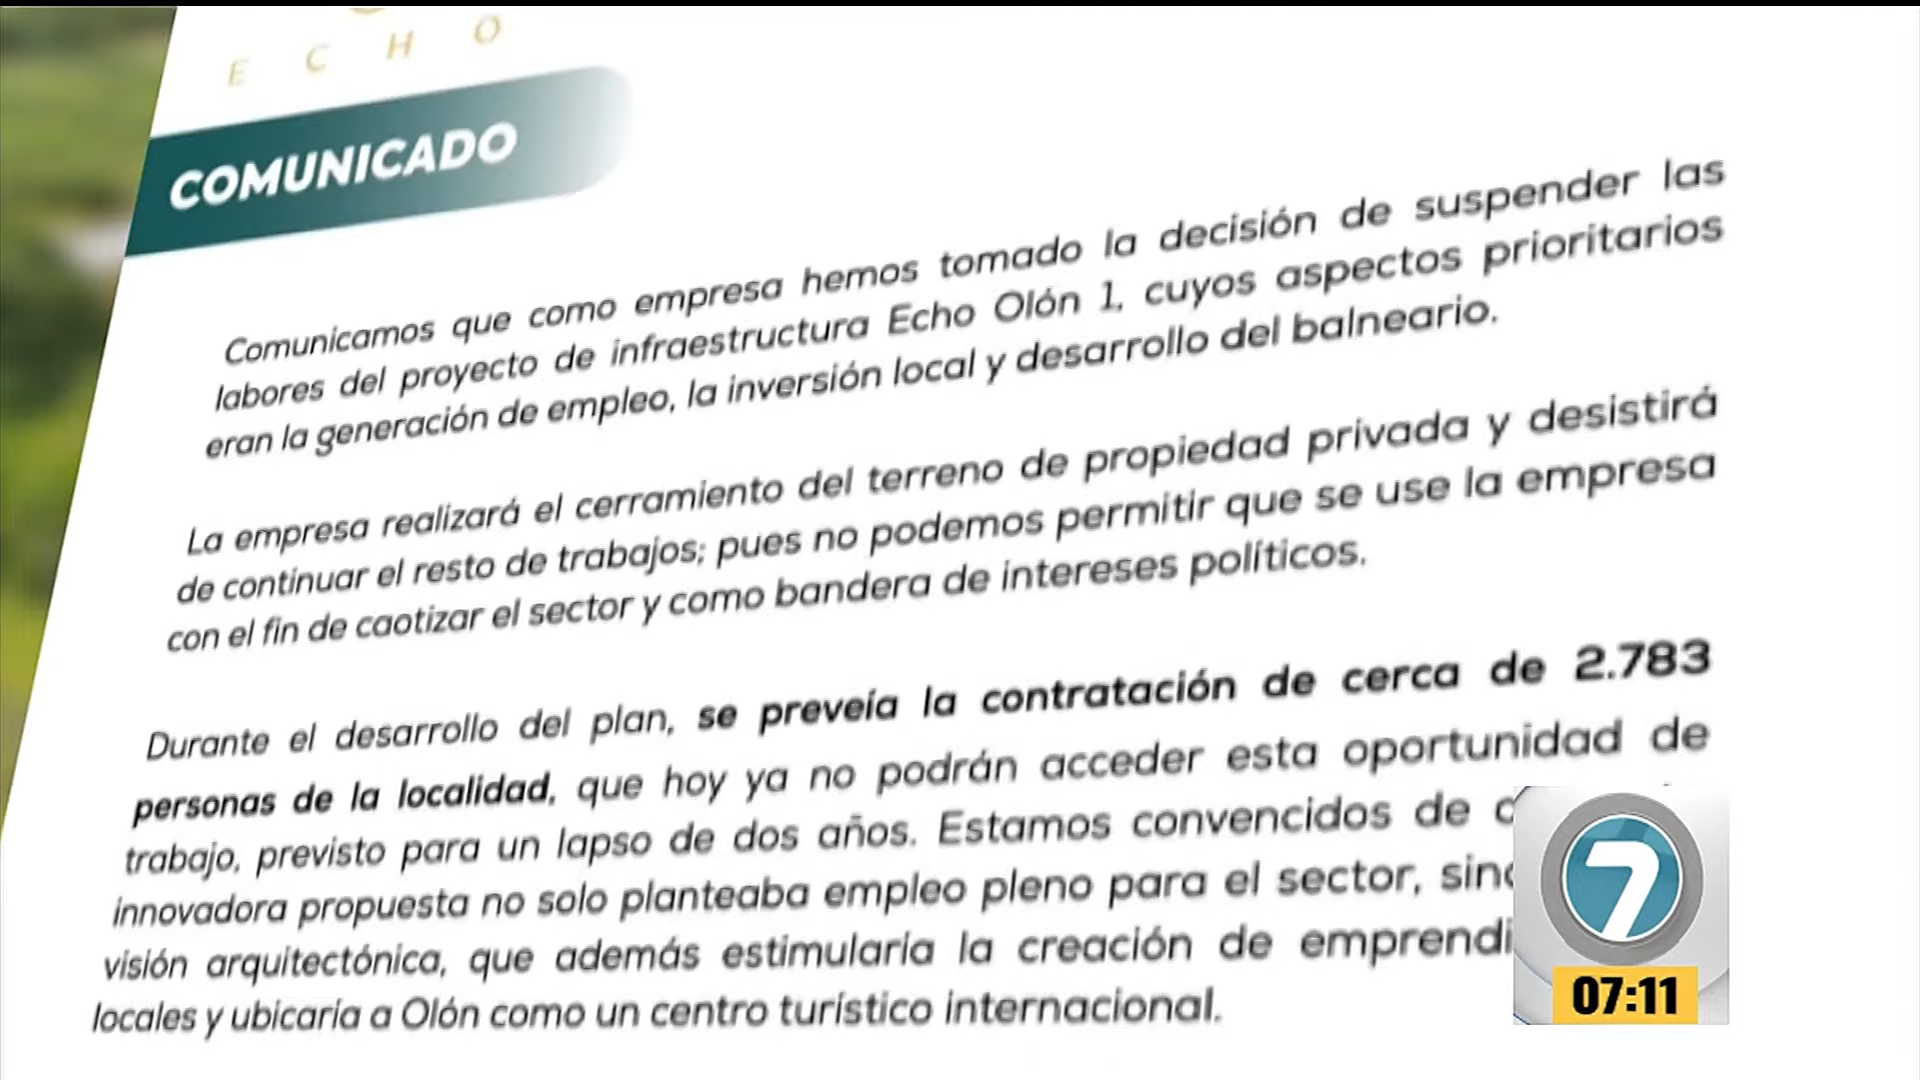 ECHO
COMUNICADO
Comunicamos que como empresa hemos tomado la decisión de suspender las
labores del proyecto de infraestructura Echo Olón 1, cuyos aspectos prioritarios
eran la generación de empleo, la inversión local y desarrollo del balneario.
La empresa realizará el cerramiento del terreno de propiedad privada y desistirá
de continuar el resto de trabajos; pues no podemos permitir que se use la empresa
con el fin de caotizar el sector y como bandera de intereses políticos.
Durante el desarrollo del plan, se preveía la contratación de cerca de 2.783
personas de la localidad, que hoy ya no podrán acceder esta oportunidad de
trabajo, previsto para un lapso de dos años. Estamos convencidos de
innovadora propuesta no solo planteaba empleo pleno para el sector,
visión arquitectónica, que además estimularía la creación de
locales y ubicaría a Olón como un centro turístico internacional.
7
07:11